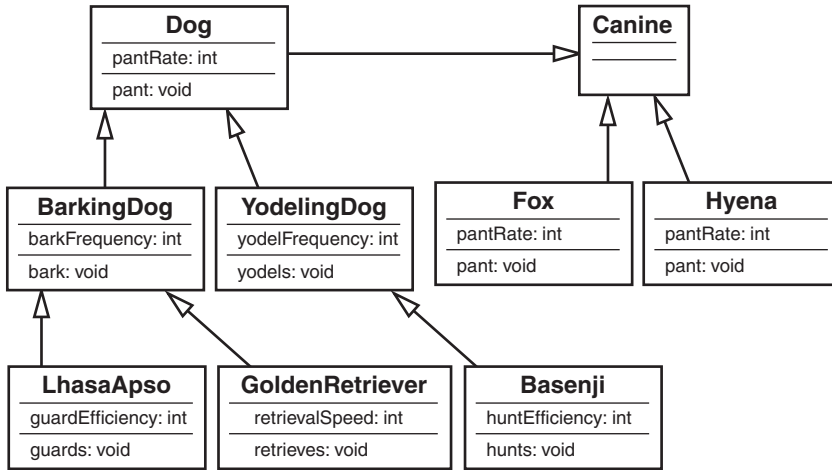 Dog
pantRate: int
pant: void
Canine
BarkingDog
barkFrequency: int
bark: void
YodelingDog
yodelFrequency: int
yodels: void
Fox
pantRate: int
pant: void
Hyena
pantRate: int
pant: void
LhasaApso
guardEfficiency: int
guards: void
GoldenRetriever
retrievalSpeed: int
retrieves: void
Basenji
huntEfficiency: int
hunts: void